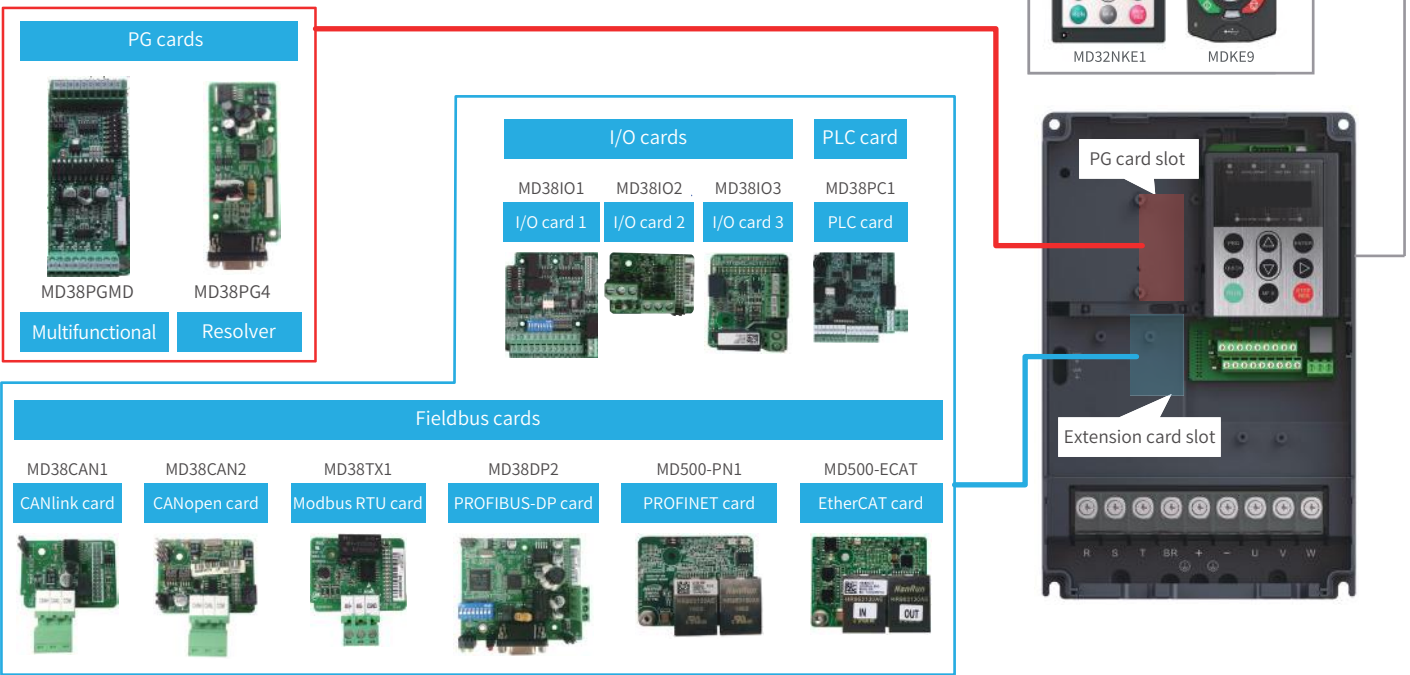 PG cards
MD38PGMD
MD38PG4
Multifunctional
Resolver
I/O cards
PLC card
MD38IO1
MD38IO2
MD38IO3
MD38PC1
I/O card 1
I/O card 2
I/O card 3
PLC card
Fieldbus cards
MD38CAN1
MD38CAN2
MD38TX1
MD38DP2
MD500-PN1
MD500-ECAT
CANlink card
CANopen card
Modbus RTU card
PROFIBUS-DP card
PROFINET card
EtherCAT card
HanRun
IN
OUT
MD32NKE1
MDKE9
PG card slot
Extension card slot
R S T BR + − U V W